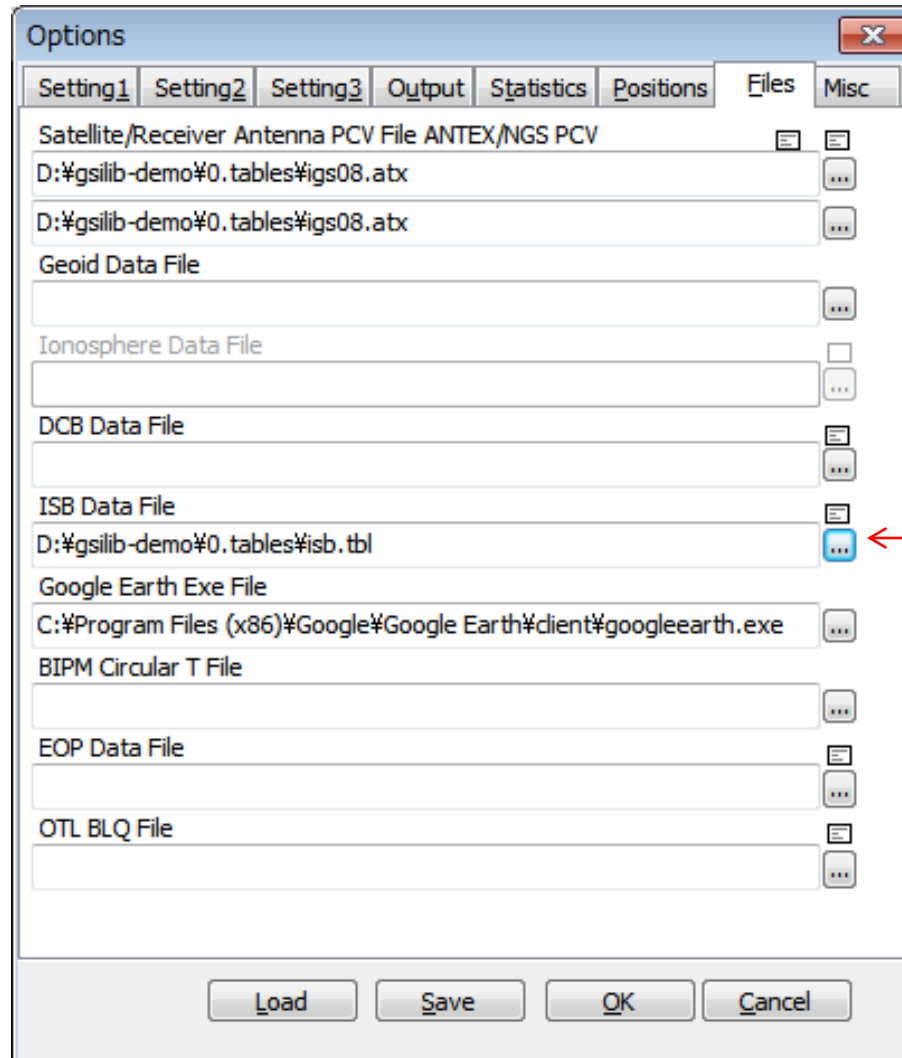 Options
Setting1 Setting2 Setting3 Output Statistics Positions Files Misc
Satellite/Receiver Antenna PCV File ANTEX/NGS PCV
D:¥gsilib-demo¥0.tables¥igs08.atx
...
D:¥gsilib-demo¥0.tables¥igs08.atx
...
Geoid Data File
...
Ionosphere Data File
...
DCB Data File
...
ISB Data File
D:¥gsilib-demo¥0.tables¥isb.tbl
...
Google Earth Exe File
C:¥Program Files (x86)¥Google¥Google Earth¥client¥googleearth.exe
...
BIPM Circular T File
...
EOP Data File
...
OTL BLQ File
...
Load Save OK Cancel